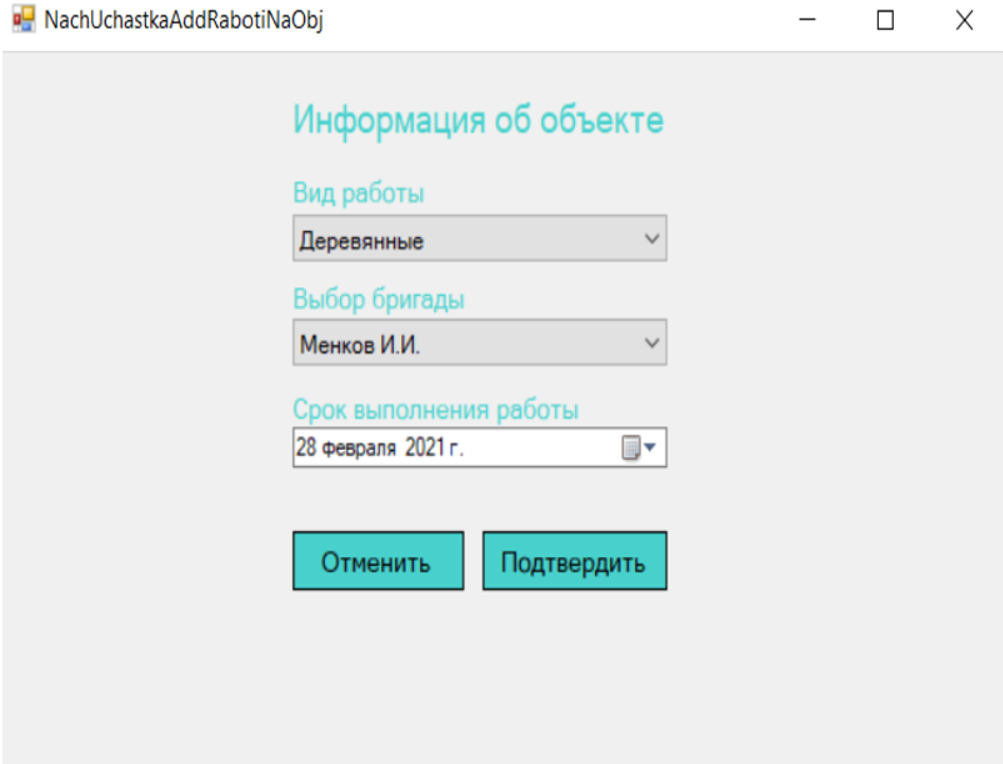 NachUchastkaAddRabotiNaObj
Информация об объекте
Вид работы
Деревянные
Выбор бригады
Менков И.И.
Срок выполнения работы
28 февраля 2021 г.
Отменить Подтвердить